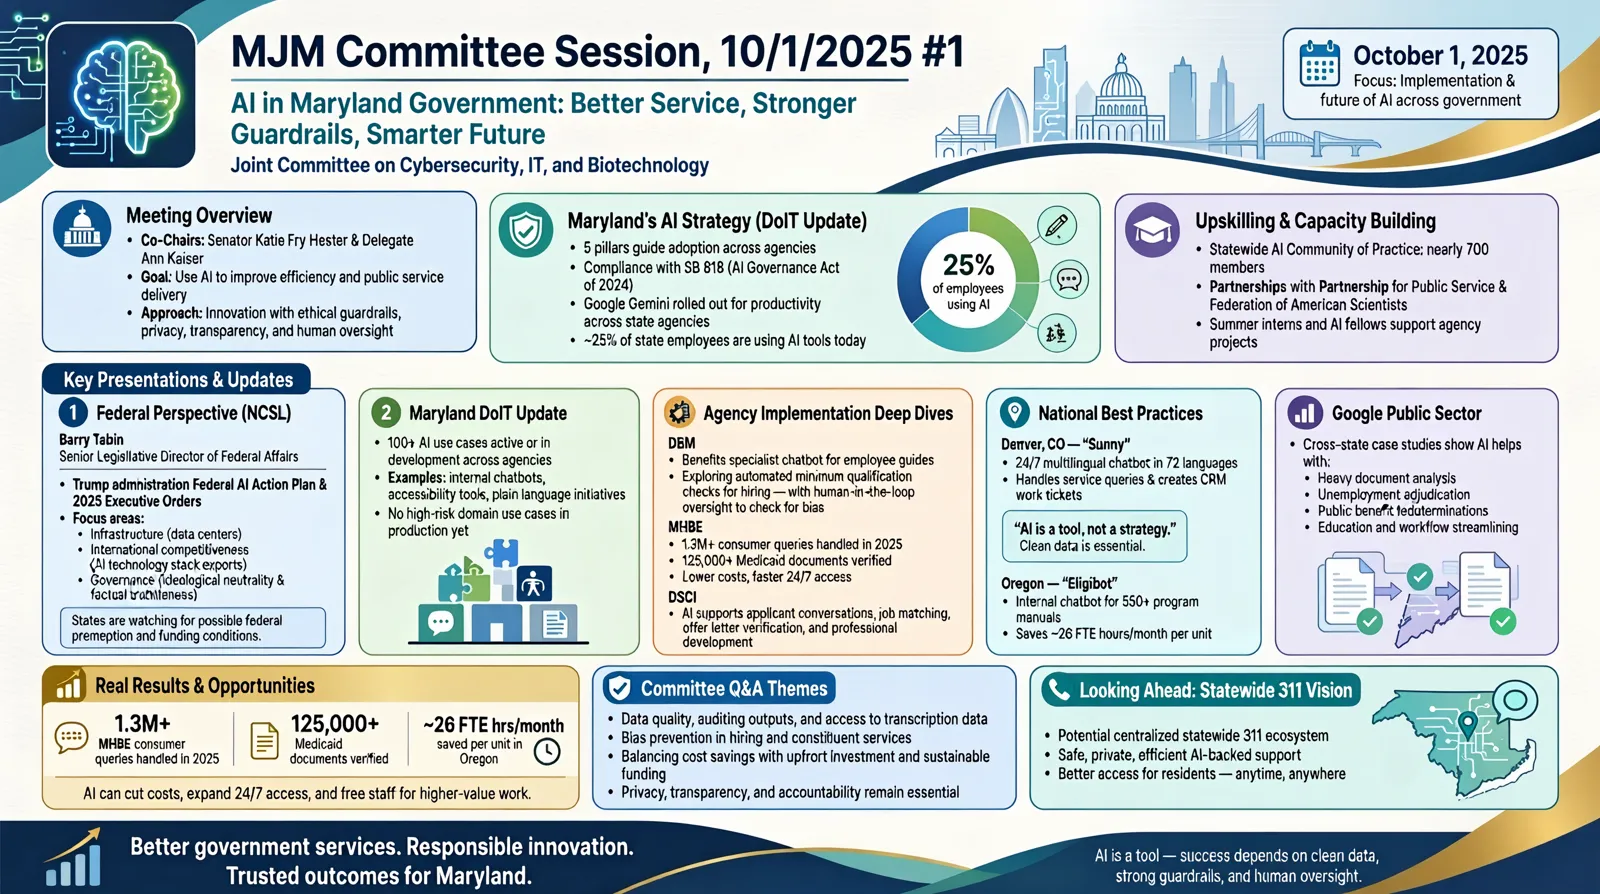 MJM Committee Session, 10/1/2025 #1
AI in Maryland Government: Better Service, Stronger
Guardrails, Smarter Future
Joint Committee on Cybersecurity, IT, and Biotechnology
October 1, 2025
Focus: Implementation &
future of AI across government
Meeting Overview
• Co-Chairs: Senator Katie Fry Hester & Delegate
Ann Kaiser
• Goal: Use AI to improve efficiency and public service
delivery
• Approach: Innovation with ethical guardrails,
privacy, transparency, and human oversight
Maryland's AI Strategy (DoIT Update)
• 5 pillars guide adoption across agencies
• Compliance with SB 818 (AI Governance Act
of 2024)
• Google Gemini rolled out for productivity
across state agencies
• ~25% of state employees are using AI tools today
25%
of employees
using AI
Upskilling & Capacity Building
• Statewide AI Community of Practice: nearly 700
members
• Partnerships with Partnership for Public Service &
Federation of American Scientists
• Summer interns and AI fellows support agency
projects
Key Presentations & Updates
1 Federal Perspective (NCSL)
Barry Tabin
Senior Legislative Director of Federal Affairs
• Trump administration Federal AI Action Plan &
2025 Executive Orders
• Focus areas:
• Infrastructure (data centers)
• International competitiveness
(AI technology stack exports)
• Governance (ideological neutrality &
factual
States are watching for possible federal
premeption and funding conditions.
2 Maryland DoIT Update
• 100+ AI use cases active or in
development across agencies
• Examples: internal chatbots,
accessibility tools, plain language initiatives
• No high-risk domain use cases in
production yet
Agency Implementation Deep Dives
DBM
• Benefits specialist chatbot for employee guides
• Exploring automated minimum qualification
checks for hiring — with human-in-the-loop
oversight to check for bias
MHBE
• 1.3M+ consumer queries handled in 2025
• 125,000+ Medicaid documents verified
• Lower costs, faster 24/7 access
DSCI
• AI supports applicant conversations, job matching,
offer letter verification, and professional
development
National Best Practices
Denver, CO — “Sunny”
• 24/7 multilingual chatbot in 72 languages
• Handles service queries & creates CRM
work tickets
“AI is a tool, not a strategy.”
Clean data is essential.
Oregon — “Eligibot”
• Internal chatbot for 550+ program
manuals
• Saves ~26 FTE hours/month per unit
Google Public Sector
• Cross-state case studies show AI helps
with:
• Heavy document analysis
• Unemployment adjudication
• Public benefit
• Education and workflow streamlining
Real Results & Opportunities
1.3M+
MHBE consumer
queries handled in 2025
125,000+
Medicaid
documents verified
~26 FTE hrs/month
saved per unit in
Oregon
AI can cut costs, expand 24/7 access, and free staff for higher-value work.
Committee Q&A Themes
• Data quality, auditing outputs, and access to transcription data
• Bias prevention in hiring and constituent services
• Balancing cost savings with upfront investment and sustainable
funding
• Privacy, transparency, and accountability remain essential
Looking Ahead: Statewide 311 Vision
• Potential centralized statewide 311 ecosystem
• Safe, private, efficient AI-backed support
• Better access for residents — anytime, anywhere
Better government services. Responsible innovation.
Trusted outcomes for Maryland.
AI is a tool — success depends on clean data,
strong guardrails, and human oversight.